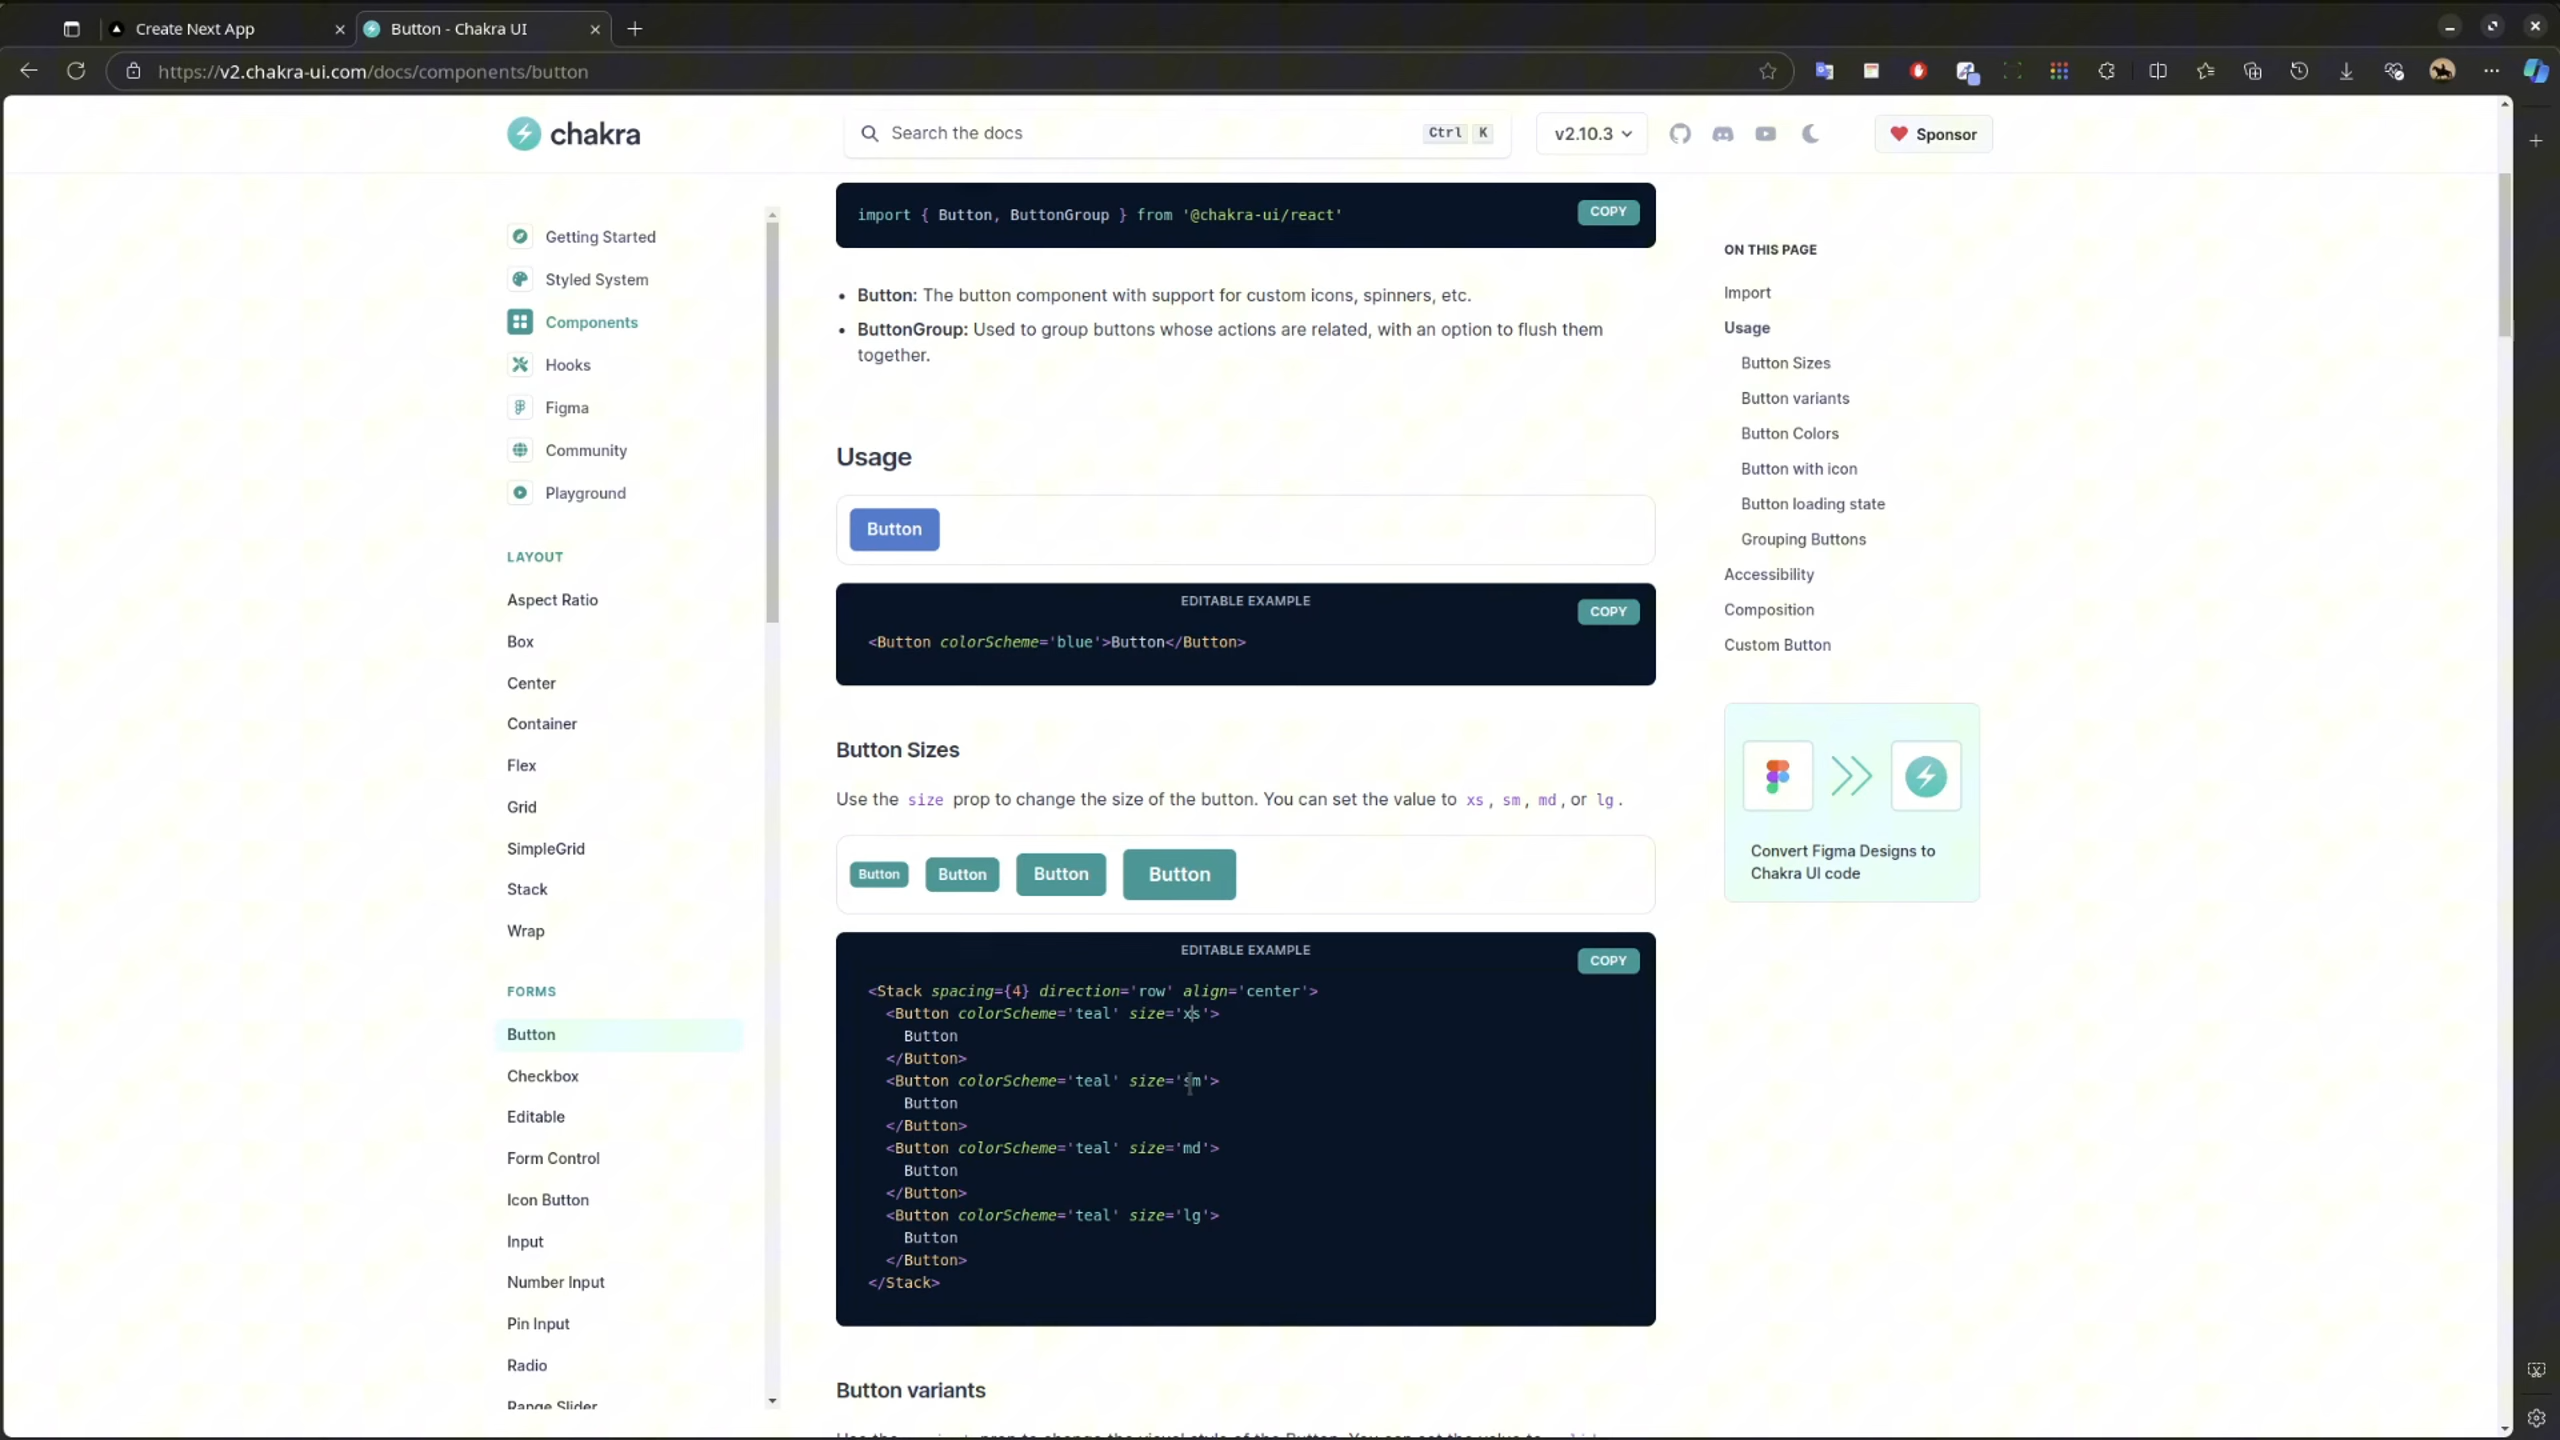 Create Next App
Button - Chakra UI
https://v2.chakra-ui.com/docs/components/button
chakra
Search the docs
Ctrl K
v2.10.3
Sponsor
Getting Started
Styled System
Components
Hooks
Figma
Community
Playground
LAYOUT
Aspect Ratio
Box
Center
Container
Flex
Grid
SimpleGrid
Stack
Wrap
FORMS
Button
Checkbox
Editable
Form Control
Icon Button
Input
Number Input
Pin Input
Radio
Range Slider
import { Button, ButtonGroup } from '@chakra-ui/react'
COPY
• Button: The button component with support for custom icons, spinners, etc.
• ButtonGroup: Used to group buttons whose actions are related, with an option to flush them
together.
Usage
Button
EDITABLE EXAMPLE
COPY
<Button colorScheme='blue'>Button</Button>
Button Sizes
Use the size prop to change the size of the button. You can set the value to xs, sm, md, or lg.
Button Button Button Button
EDITABLE EXAMPLE
COPY
<Stack spacing={4} direction='row' align='center'>
<Button colorScheme='teal' size='xs'>
Button
</Button>
<Button colorScheme='teal' size='sm'>
Button
</Button>
<Button colorScheme='teal' size='md'>
Button
</Button>
<Button colorScheme='teal' size='lg'>
Button
</Button>
</Stack>
Button variants
ON THIS PAGE
Import
Usage
Button Sizes
Button variants
Button Colors
Button with icon
Button loading state
Grouping Buttons
Accessibility
Composition
Custom Button
Convert Figma Designs to
Chakra UI code